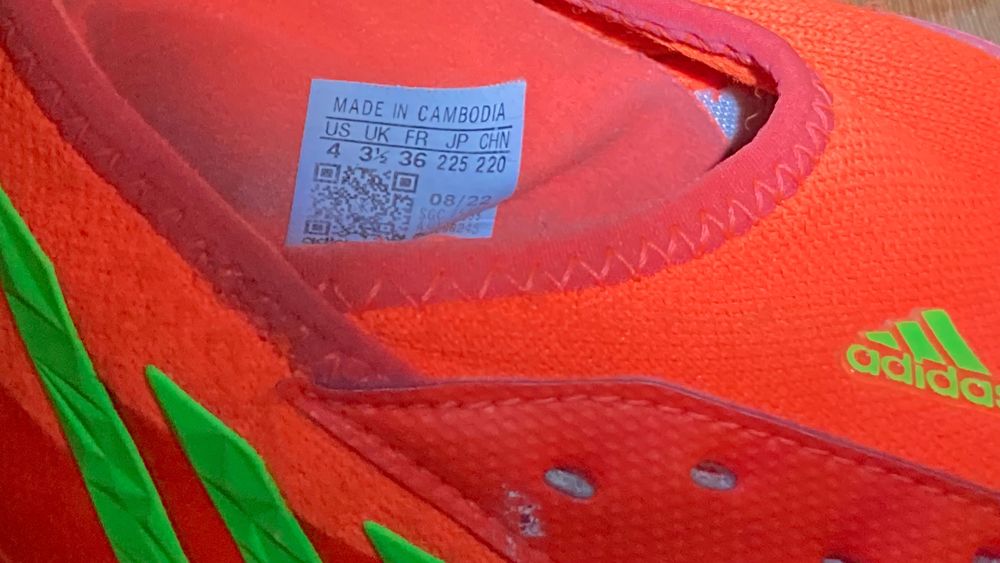 MADE IN CAMBODIA
US UK FR JP CHN
4 3½ 36 225 220
08/22
adidas